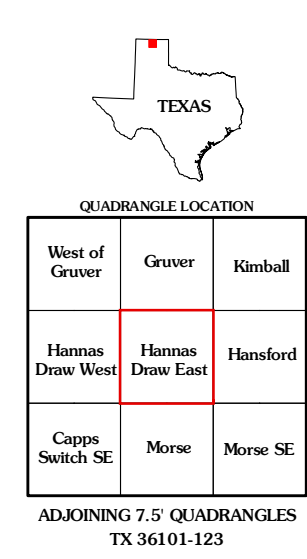 TEXAS
QUADRANGLE LOCATION
West of
Gruver
Gruver
Kimball
Hannas
Draw West
Hannas
Draw East
Hansford
Capps
Switch SE
Morse
Morse SE
ADJOINING 7.5' QUADRANGLES
TX 36101-123